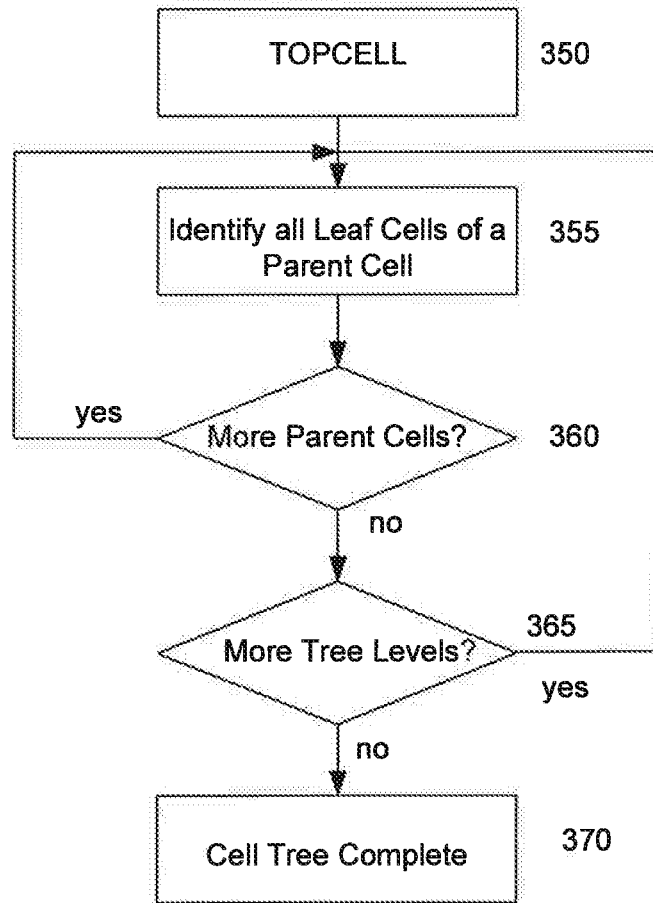 TOPCELL
350
Identify all Leaf Cells of a
Parent Cell
355
yes
More Parent Cells?
360
no
More Tree Levels?
365
yes
no
Cell Tree Complete
370